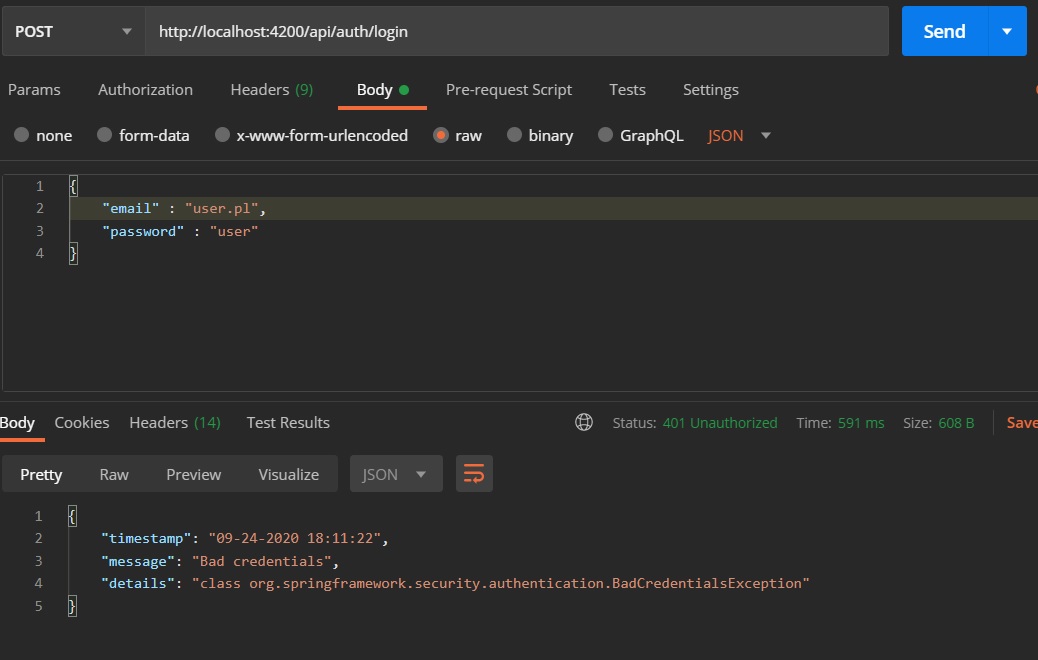 POST http://localhost:4200/api/auth/login Send
Params Authorization Headers (9) Body Pre-request Script Tests Settings
none form-data x-www-form-urlencoded raw binary GraphQL JSON
1 {
2 "email" : "user.pl",
3 "password" : "user"
4 }
Body Cookies Headers (14) Test Results Status: 401 Unauthorized Time: 591 ms Size: 608 B Save
Pretty Raw Preview Visualize JSON
1 {
2 "timestamp": "09-24-2020 18:11:22",
3 "message": "Bad credentials",
4 "details": "class org.springframework.security.authentication.BadCredentialsException"
5 }